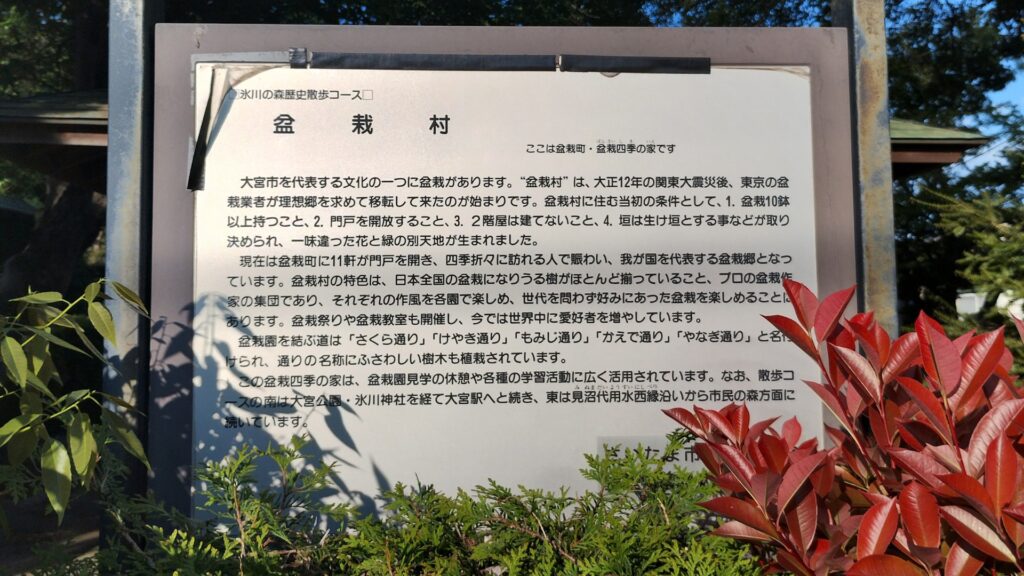 □氷川の森歴史散歩コース□
盆栽村
ここは盆栽町・盆栽四季の家です
大宮市を代表する文化の一つに盆栽があります。“盆栽村”は、大正12年の関東大震災後、東京の盆
栽業者が理想郷を求めて移転して来たのが始まりです。盆栽村に住む当初の条件として、1. 盆栽10鉢
以上持つこと、2. 門戸を開放すること、3. 2階屋は建てないこと、4. 垣は生け垣とする事などが取り
決められ、一味違った花と緑の別天地が生まれました。
現在は盆栽町に11軒が門戸を開き、四季折々に訪れる人で賑わい、我が国を代表する盆栽郷となっ
ています。盆栽村の特色は、日本全国の盆栽になりうる樹がほとんど揃っていること、プロの盆栽作
家の集団であり、それぞれの作風を各園で楽しめ、世代を問わず好みにあった盆栽を楽しめることに
あります。盆栽祭りや盆栽教室も開催し、今では世界中に愛好者を増やしています。
盆栽園を結ぶ道は「さくら通り」「けやき通り」「もみじ通り」「かえで通り」「やなぎ通り」と名付
けられ、通りの名称にふさわしい樹木も植栽されています。
この盆栽四季の家は、盆栽園見学の休憩や各種の学習活動に広く活用されています。なお、散歩コ
ースの南は大宮公園・氷川神社を経て大宮駅へと続き、東は見沼代用水西縁沿いから市民の森方面に
続いています。
さいたま市